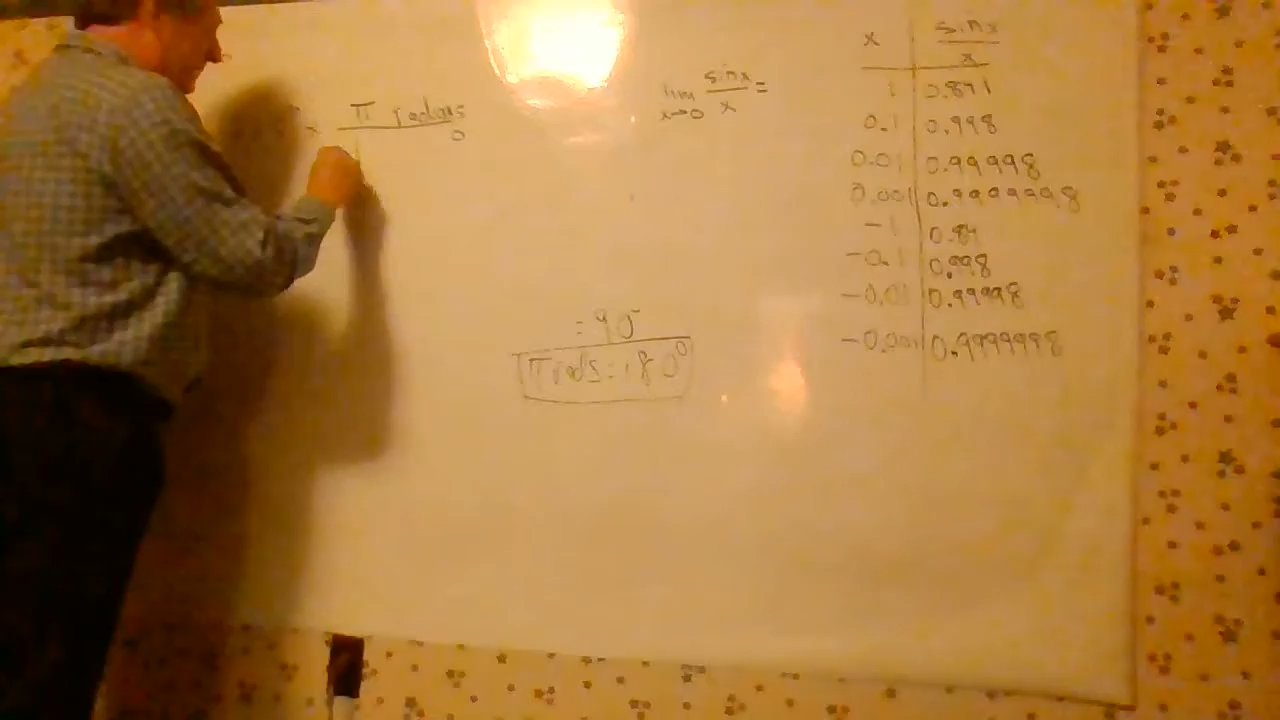 x π radians
0
lim sinx =
x→0 x
= 90°
π rads = 180°
x sinx
x
1 0.841
0.1 0.998
0.01 0.99998
0.001 0.9999998
-1 0.84
-0.1 0.998
-0.01 0.99998
-0.001 0.9999998